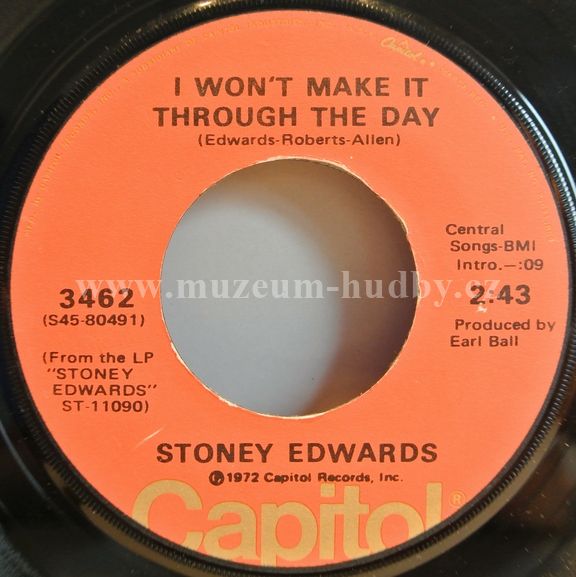 Capitol
I WON'T MAKE IT
THROUGH THE DAY
(Edwards-Roberts-Allen)
Central
Songs-BMI
Intro.—:09
3462
2:43
(S45-80491)
Produced by
Earl Ball
(From the LP
"STONEY
EDWARDS"
ST-11090)
www.muzeum-hudby.cz
STONEY EDWARDS
Ⓟ1972 Capitol Records, Inc.
Capitol®